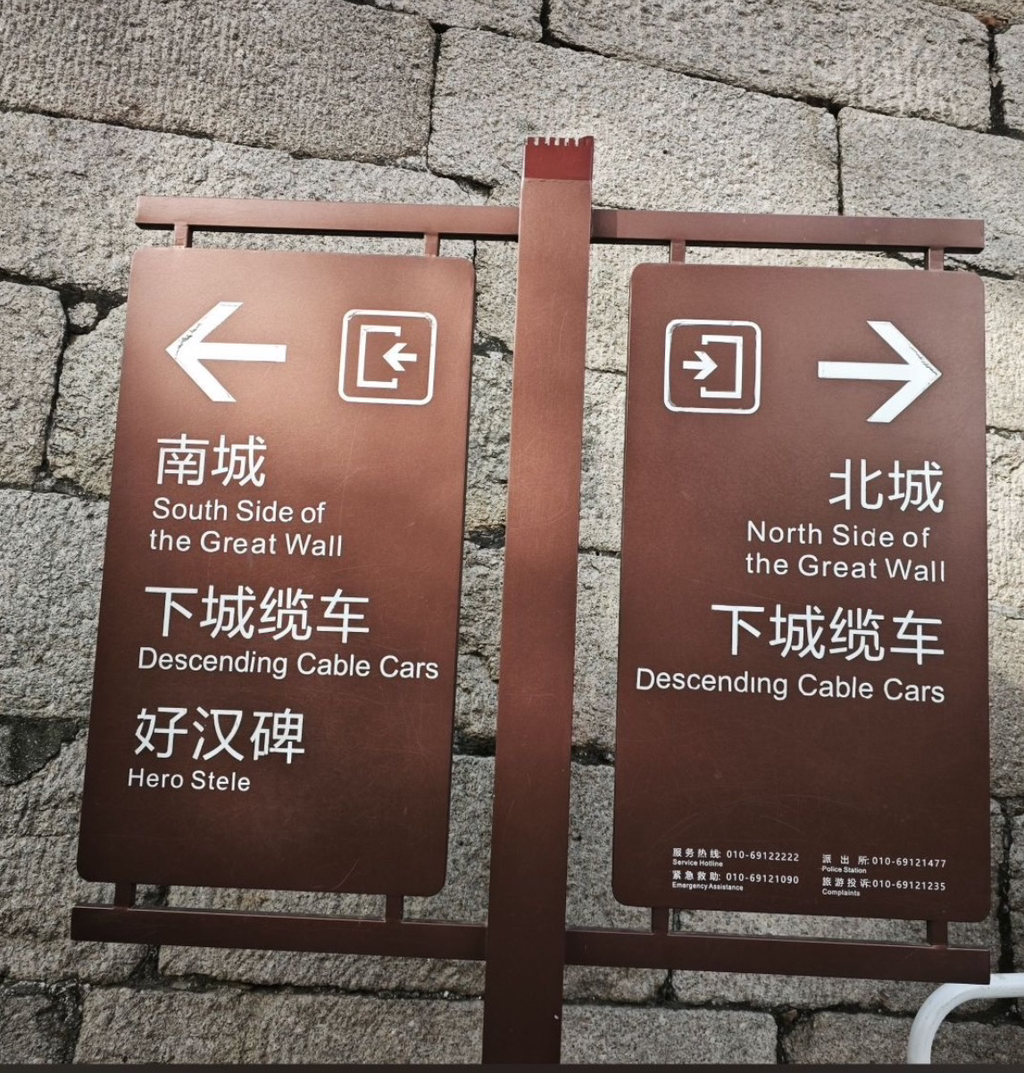 南城
South Side of
the Great Wall
下城缆车
Descending Cable Cars
好汉碑
Hero Stele
北城
North Side of
the Great Wall
下城缆车
Descending Cable Cars
服务热线: 010-69122222
Service Hotline
紧急救助: 010-69121090
Emergency Assistance
派出所: 010-69121477
Police Station
旅游投诉: 010-69121235
Complaints